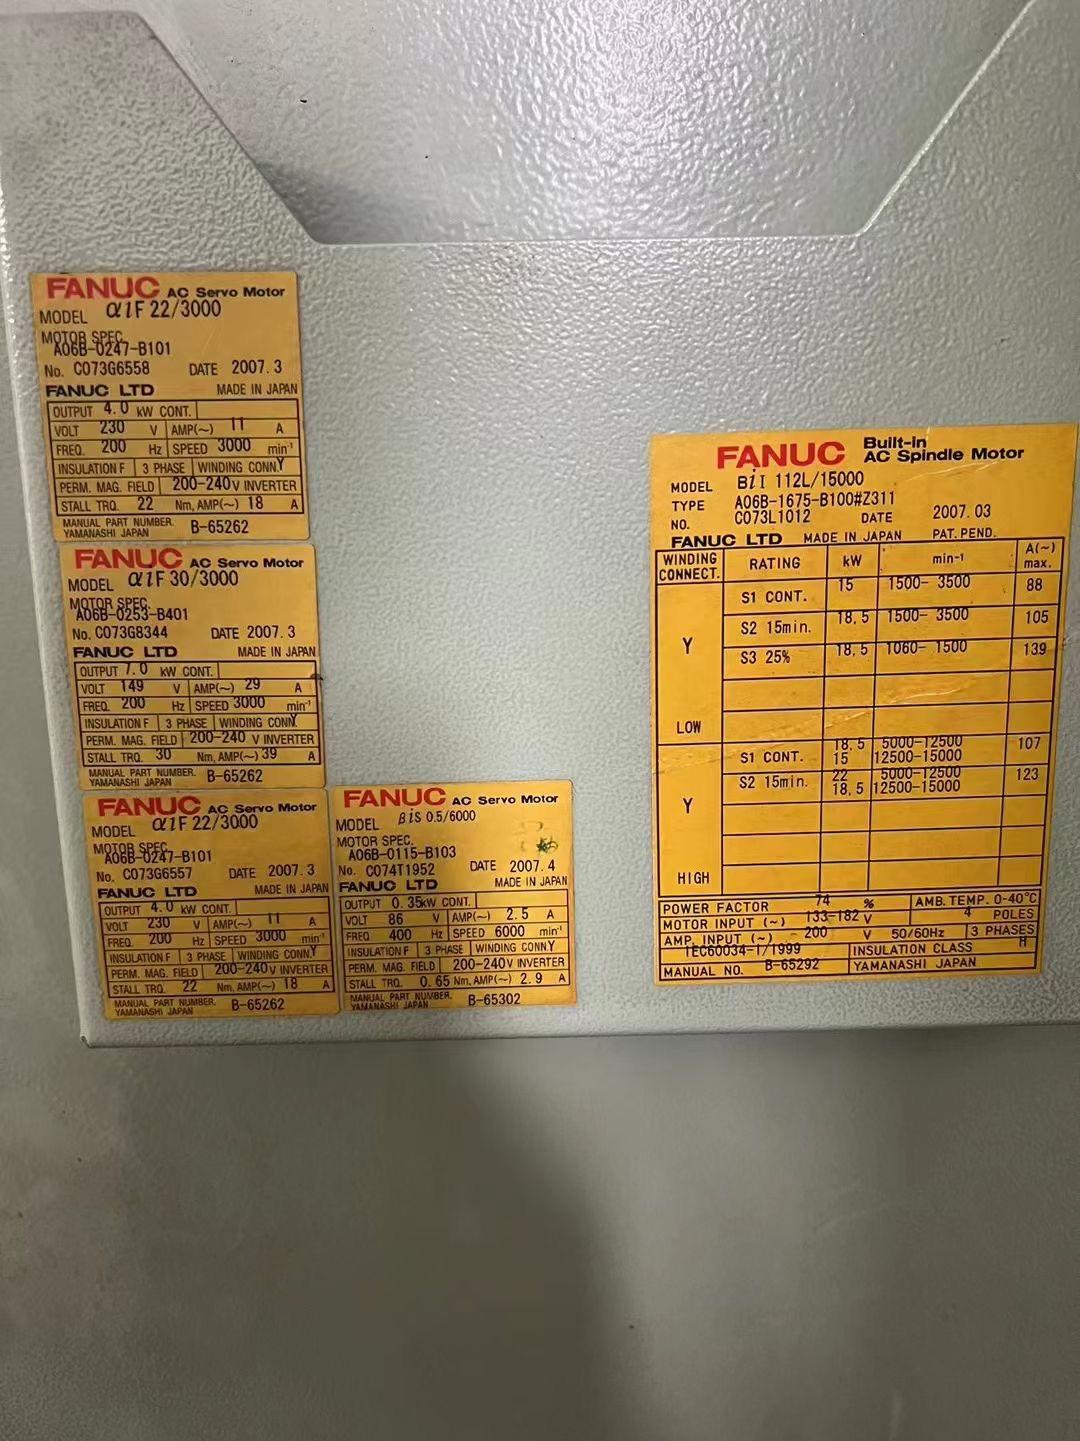 FANUC AC Servo Motor
MODEL αiF 22/3000
MOTOR SPEC.
A06B-0247-B101
No. C073G6558 DATE 2007.3
FANUC LTD MADE IN JAPAN
OUTPUT 4.0 kW CONT.
VOLT 230 V AMP(~) 11 A
FREQ. 200 Hz SPEED 3000 min-1
INSULATION F 3 PHASE WINDING CONN.Y
PERM. MAG. FIELD 200-240 V INVERTER
STALL TRQ. 22 Nm, AMP(~) 18 A
MANUAL PART NUMBER. B-65262
YAMANASHI JAPAN
FANUC AC Servo Motor
MODEL αiF 30/3000
MOTOR SPEC.
A06B-0253-B401
No. C073G8344 DATE 2007.3
FANUC LTD MADE IN JAPAN
OUTPUT 7.0 kW CONT.
VOLT 149 V AMP(~) 29 A
FREQ. 200 Hz SPEED 3000 min-1
INSULATION F 3 PHASE WINDING CONN.Y
PERM. MAG. FIELD 200-240 V INVERTER
STALL TRQ. 30 Nm, AMP(~) 39 A
MANUAL PART NUMBER. B-65262
YAMANASHI JAPAN
FANUC AC Servo Motor
MODEL αiF 22/3000
MOTOR SPEC.
A06B-0247-B101
No. C073G6557 DATE 2007.3
FANUC LTD MADE IN JAPAN
OUTPUT 4.0 kW CONT.
VOLT 230 V AMP(~) 11 A
FREQ. 200 Hz SPEED 3000 min-1
INSULATION F 3 PHASE WINDING CONN.Y
PERM. MAG. FIELD 200-240 V INVERTER
STALL TRQ. 22 Nm, AMP(~) 18 A
MANUAL PART NUMBER. B-65262
YAMANASHI JAPAN
FANUC AC Servo Motor
MODEL βiS 0.5/6000
MOTOR SPEC.
A06B-0115-B103
No. C074T1952 DATE 2007.4
FANUC LTD MADE IN JAPAN
OUTPUT 0.35 kW CONT.
VOLT 86 V AMP(~) 2.5 A
FREQ 400 Hz SPEED 6000 min-1
INSULATION F 3 PHASE WINDING CONN.Y
PERM. MAG. FIELD 200-240 V INVERTER
STALL TRQ. 0.65 Nm, AMP(~) 2.9 A
MANUAL PART NUMBER. B-65302
YAMANASHI JAPAN
FANUC Built-in AC Spindle Motor
MODEL BiI 112L/15000
TYPE A06B-1675-B100#Z311
NO. C073L1012 DATE 2007.03
FANUC LTD MADE IN JAPAN PAT. PEND.
WINDING CONNECT. RATING kW min-1 A(~) max.
S1 CONT. 15 1500- 3500 88
S2 15min. 18.5 1500- 3500 105
Y S3 25% 18.5 1060- 1500 139
LOW
S1 CONT. 18.5 5000-12500 107
15 12500-15000
S2 15min. 22 5000-12500 123
18.5 12500-15000
Y
HIGH
POWER FACTOR 74 % AMB. TEMP. 0-40°C
MOTOR INPUT (~) 133-182 V 4 POLES
AMP. INPUT (~) 200 V 50/60Hz 3 PHASES
IEC60034-1/1999 INSULATION CLASS H
MANUAL NO. B-65292 YAMANASHI JAPAN